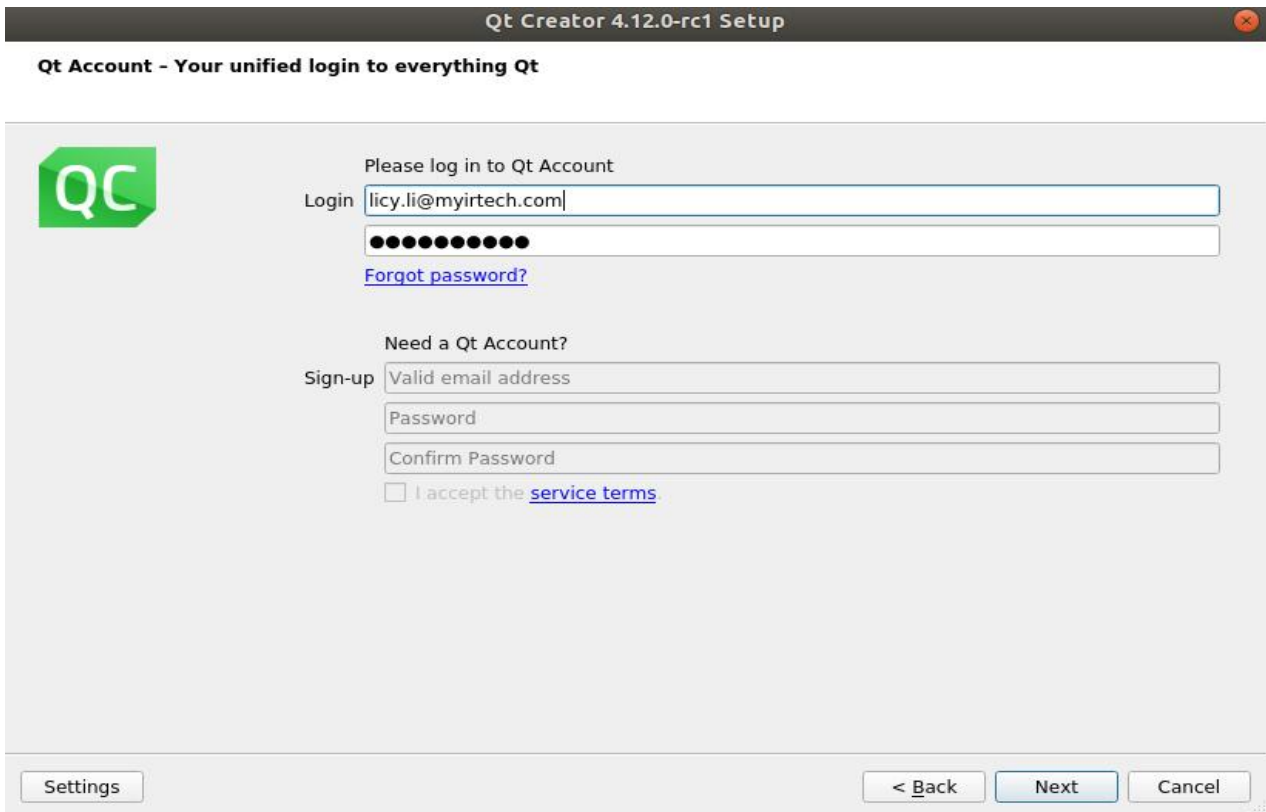 Qt Creator 4.12.0-rc1 Setup
Qt Account – Your unified login to everything Qt
QC
Please log in to Qt Account
Login licy.li@myirtech.com
●●●●●●●●●●
Forgot password?
Need a Qt Account?
Sign-up Valid email address
Password
Confirm Password
I accept the service terms.
Settings < Back Next Cancel